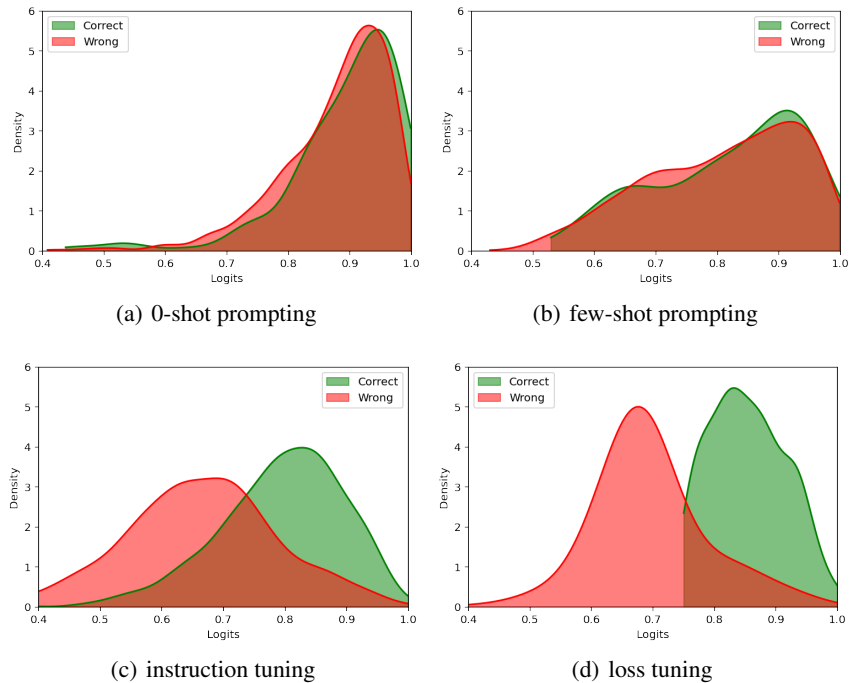 6
5
4
3
2
1
0
Density
Correct
Wrong
0.4 0.5 0.6 0.7 0.8 0.9 1.0
Logits
(a) 0-shot prompting
6
5
4
3
2
1
0
Density
Correct
Wrong
0.4 0.5 0.6 0.7 0.8 0.9 1.0
Logits
(b) few-shot prompting
6
5
4
3
2
1
0
Density
Correct
Wrong
0.4 0.5 0.6 0.7 0.8 0.9 1.0
Logits
(c) instruction tuning
6
5
4
3
2
1
0
Density
Correct
Wrong
0.4 0.5 0.6 0.7 0.8 0.9 1.0
Logits
(d) loss tuning